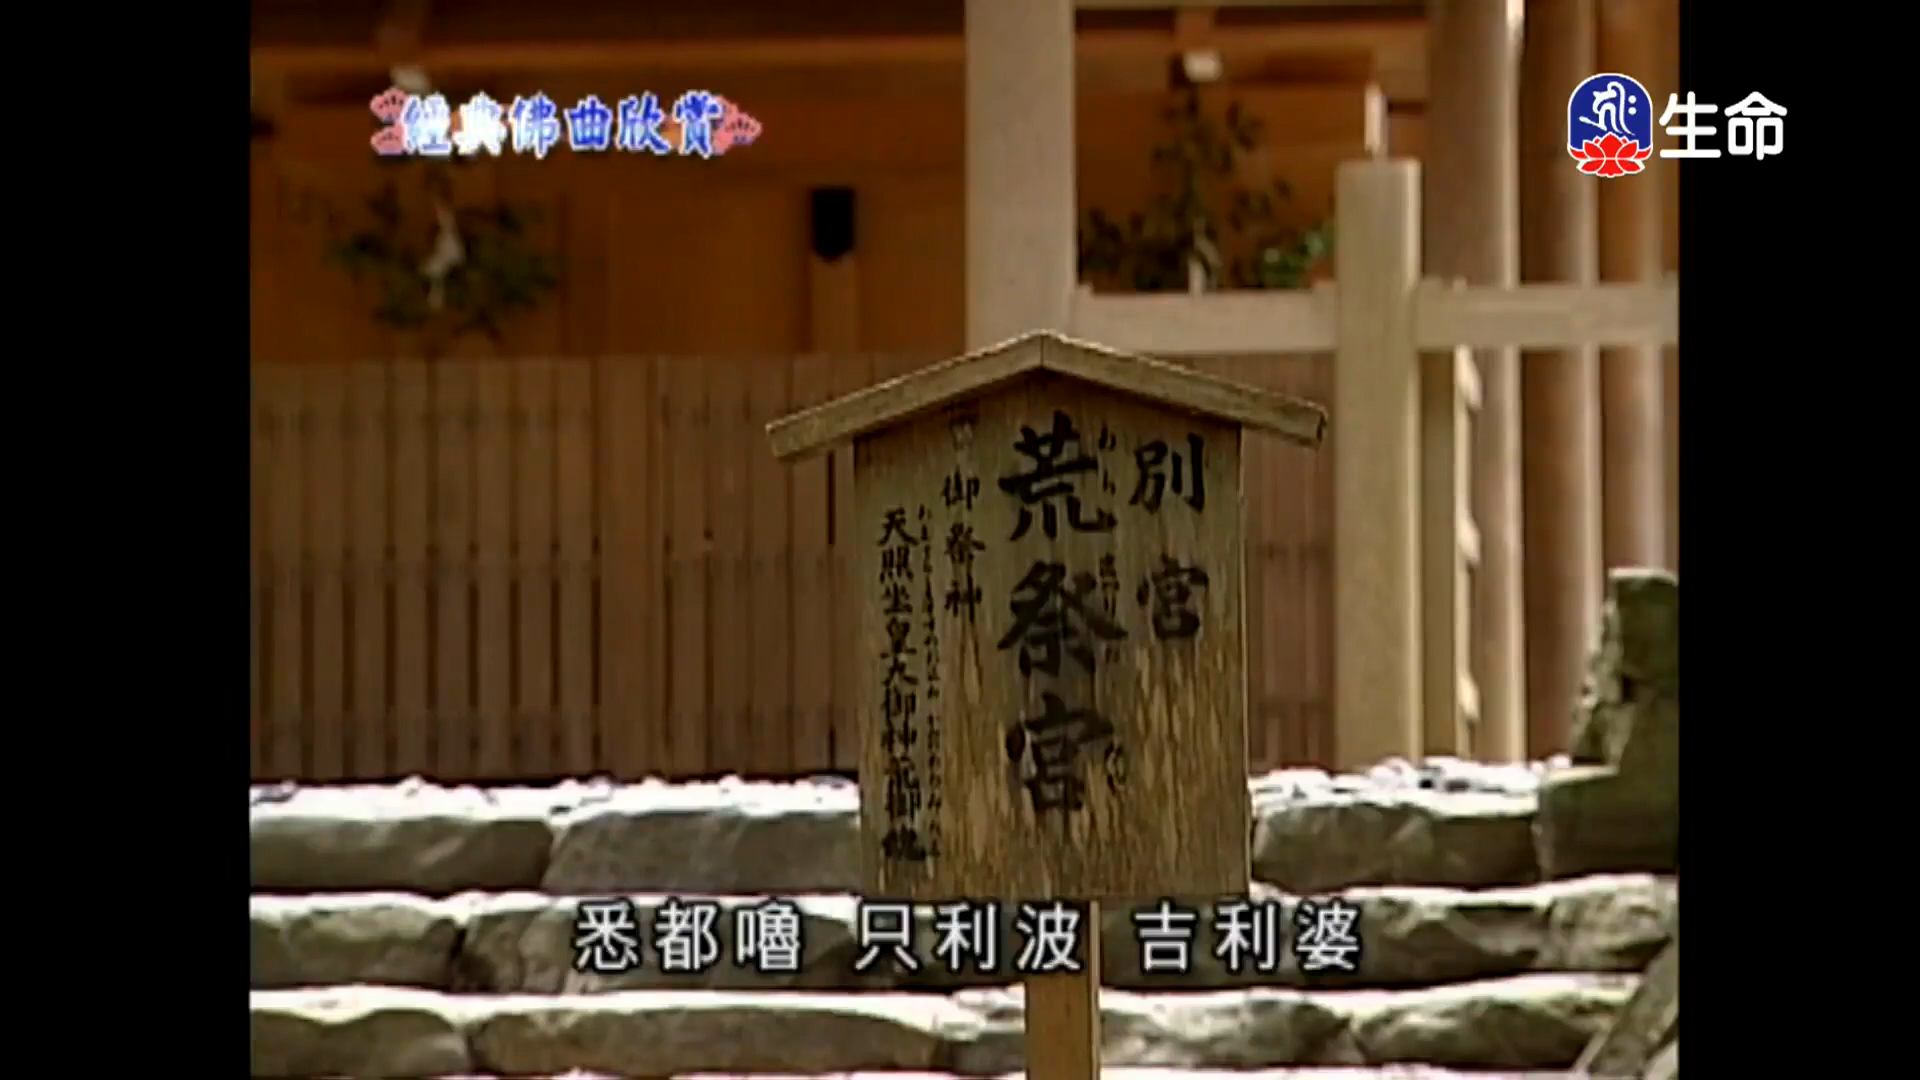 經典佛曲欣賞
生命
別宮
荒祭宮
御祭神
天照坐皇大御神荒御魂
悉都嚕 只利波 吉利婆